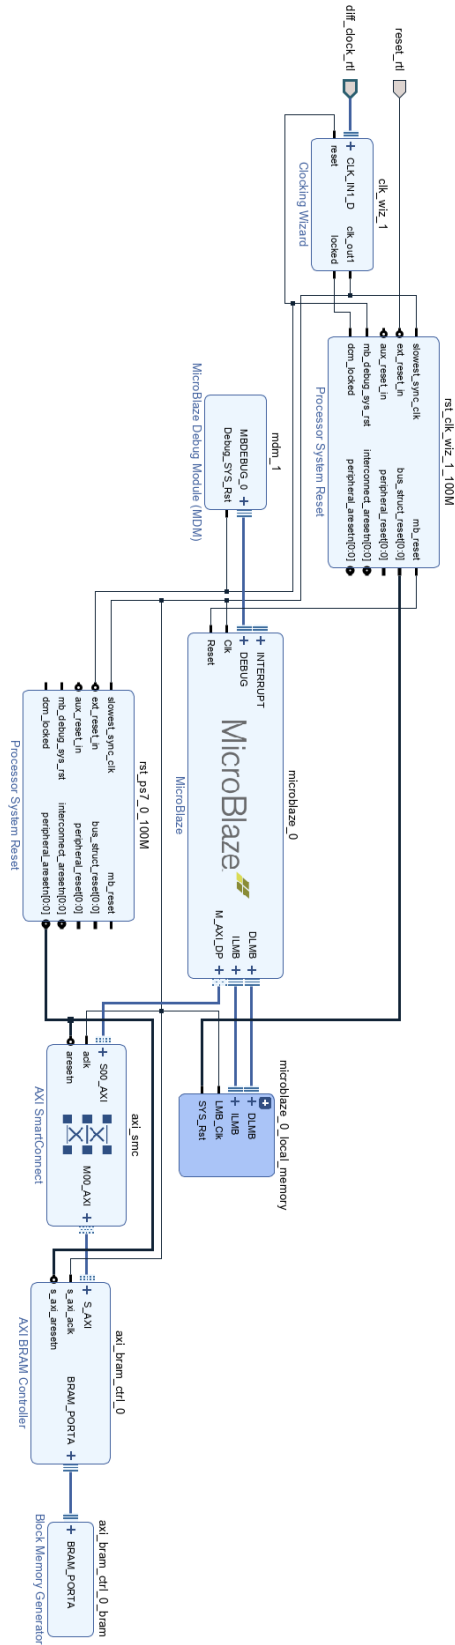 diff_clock_rtl
reset_rtl
clk_wiz_1
CLK_IN1_D
reset
clk_out1
locked
Clocking Wizard
rst_clk_wiz_1_100M
slowest_sync_clk
ext_reset_in
aux_reset_in
mb_debug_sys_rst
dcm_locked
mb_reset
bus_struct_reset[0:0]
peripheral_reset[0:0]
interconnect_aresetn[0:0]
peripheral_aresetn[0:0]
Processor System Reset
mdm_1
MBDEBUG_0
Debug_SYS_Rst
MicroBlaze Debug Module (MDM)
microblaze_0
INTERRUPT
DEBUG
Clk
Reset
MicroBlaze
DLMB
ILMB
M_AXI_DP
MicroBlaze
rst_ps7_0_100M
slowest_sync_clk
ext_reset_in
aux_reset_in
mb_debug_sys_rst
dcm_locked
mb_reset
bus_struct_reset[0:0]
peripheral_reset[0:0]
interconnect_aresetn[0:0]
peripheral_aresetn[0:0]
Processor System Reset
microblaze_0_local_memory
DLMB
ILMB
LMB_Clk
SYS_Rst
axi_smc
S00_AXI
aclk
aresetn
M00_AXI
AXI SmartConnect
axi_bram_ctrl_0
S_AXI
s_axi_aclk
s_axi_aresetn
BRAM_PORTA
AXI BRAM Controller
axi_bram_ctrl_0_bram
BRAM_PORTA
Block Memory Generator